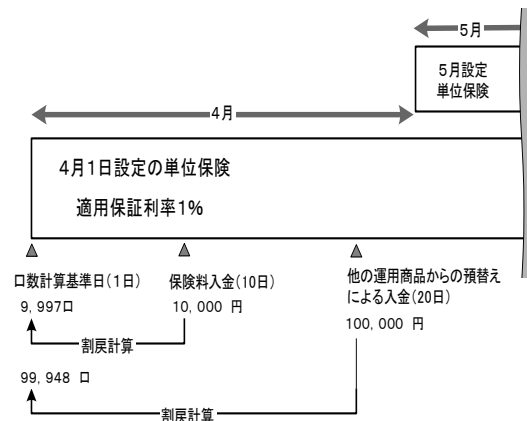 5月
5月設定
単位保険
4月
4月1日設定の単位保険
適用保証利率1%
口数計算基準日(1日)
9,997口
保険料入金(10日)
10,000 円
他の運用商品からの預替え
による入金(20日)
100,000 円
割戻計算
99,948 口
割戻計算